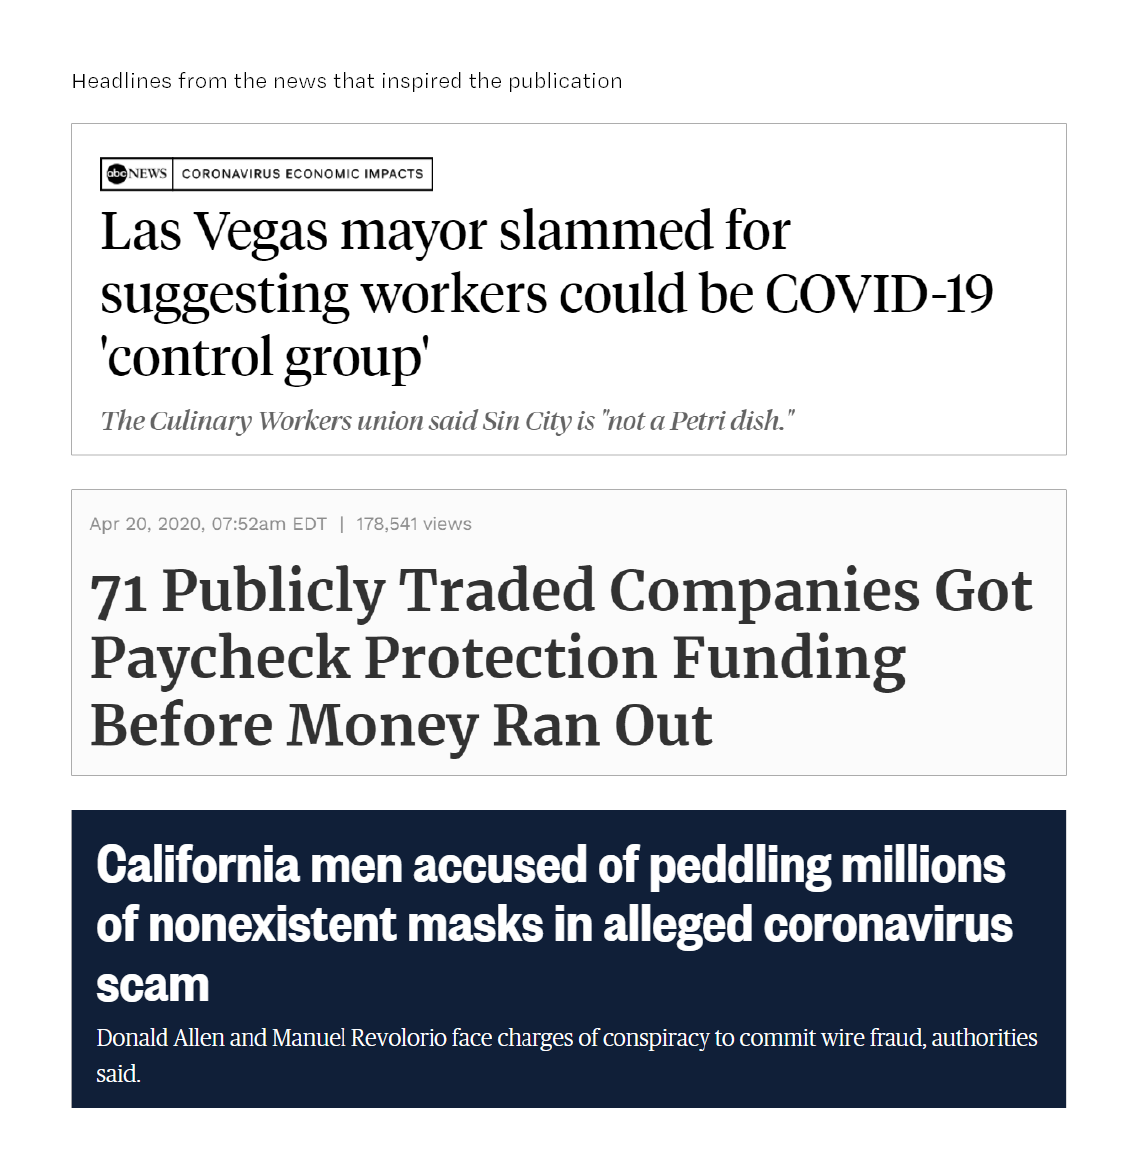 Headlines from the news that inspired the publication
abc NEWS CORONAVIRUS ECONOMIC IMPACTS
Las Vegas mayor slammed for
suggesting workers could be COVID-19
'control group'
The Culinary Workers union said Sin City is "not a Petri dish."
Apr 20, 2020, 07:52am EDT | 178,541 views
71 Publicly Traded Companies Got
Paycheck Protection Funding
Before Money Ran Out
California men accused of peddling millions
of nonexistent masks in alleged coronavirus
scam
Donald Allen and Manuel Revolorio face charges of conspiracy to commit wire fraud, authorities
said.